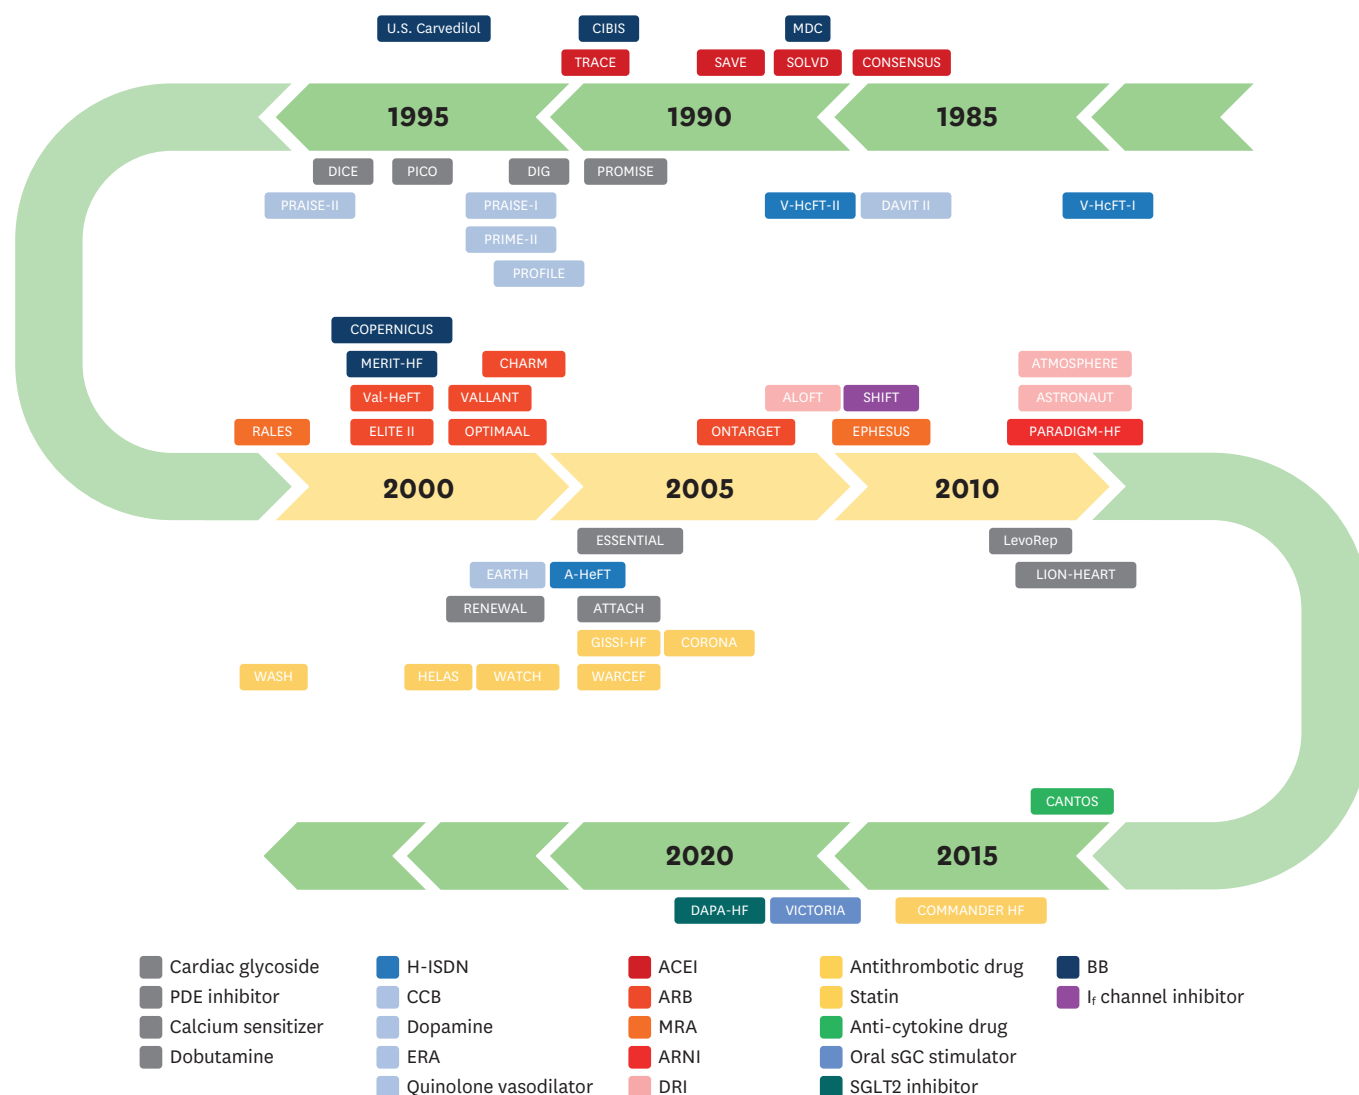 U.S. Carvedilol CIBIS MDC
TRACE SAVE SOLVD CONSENSUS
1995 1990 1985
DICE PICO DIG PROMISE
PRAISE-II PRAISE-I V-HcFT-II DAVIT II V-HcFT-I
PRIME-II
PROFILE
COPERNICUS
MERIT-HF CHARM ATMOSPHERE
Val-HeFT VALLANT ALOFT SHIFT ASTRONAUT
RALES ELITE II OPTIMAAL ONTARGET EPHESUS PARADIGM-HF
2000 2005 2010
ESSENTIAL LevoRep
EARTH A-HeFT LION-HEART
RENEWAL ATTACH
GISSI-HF CORONA
WASH HELAS WATCH WARCEF
CANTOS
2020 2015
DAPA-HF VICTORIA COMMANDER HF
Cardiac glycoside H-ISDN ACEI Antithrombotic drug BB
PDE inhibitor CCB ARB Statin If channel inhibitor
Calcium sensitizer Dopamine MRA Anti-cytokine drug
Dobutamine ERA ARNI Oral sGC stimulator
Quinolone vasodilator DRI SGLT2 inhibitor